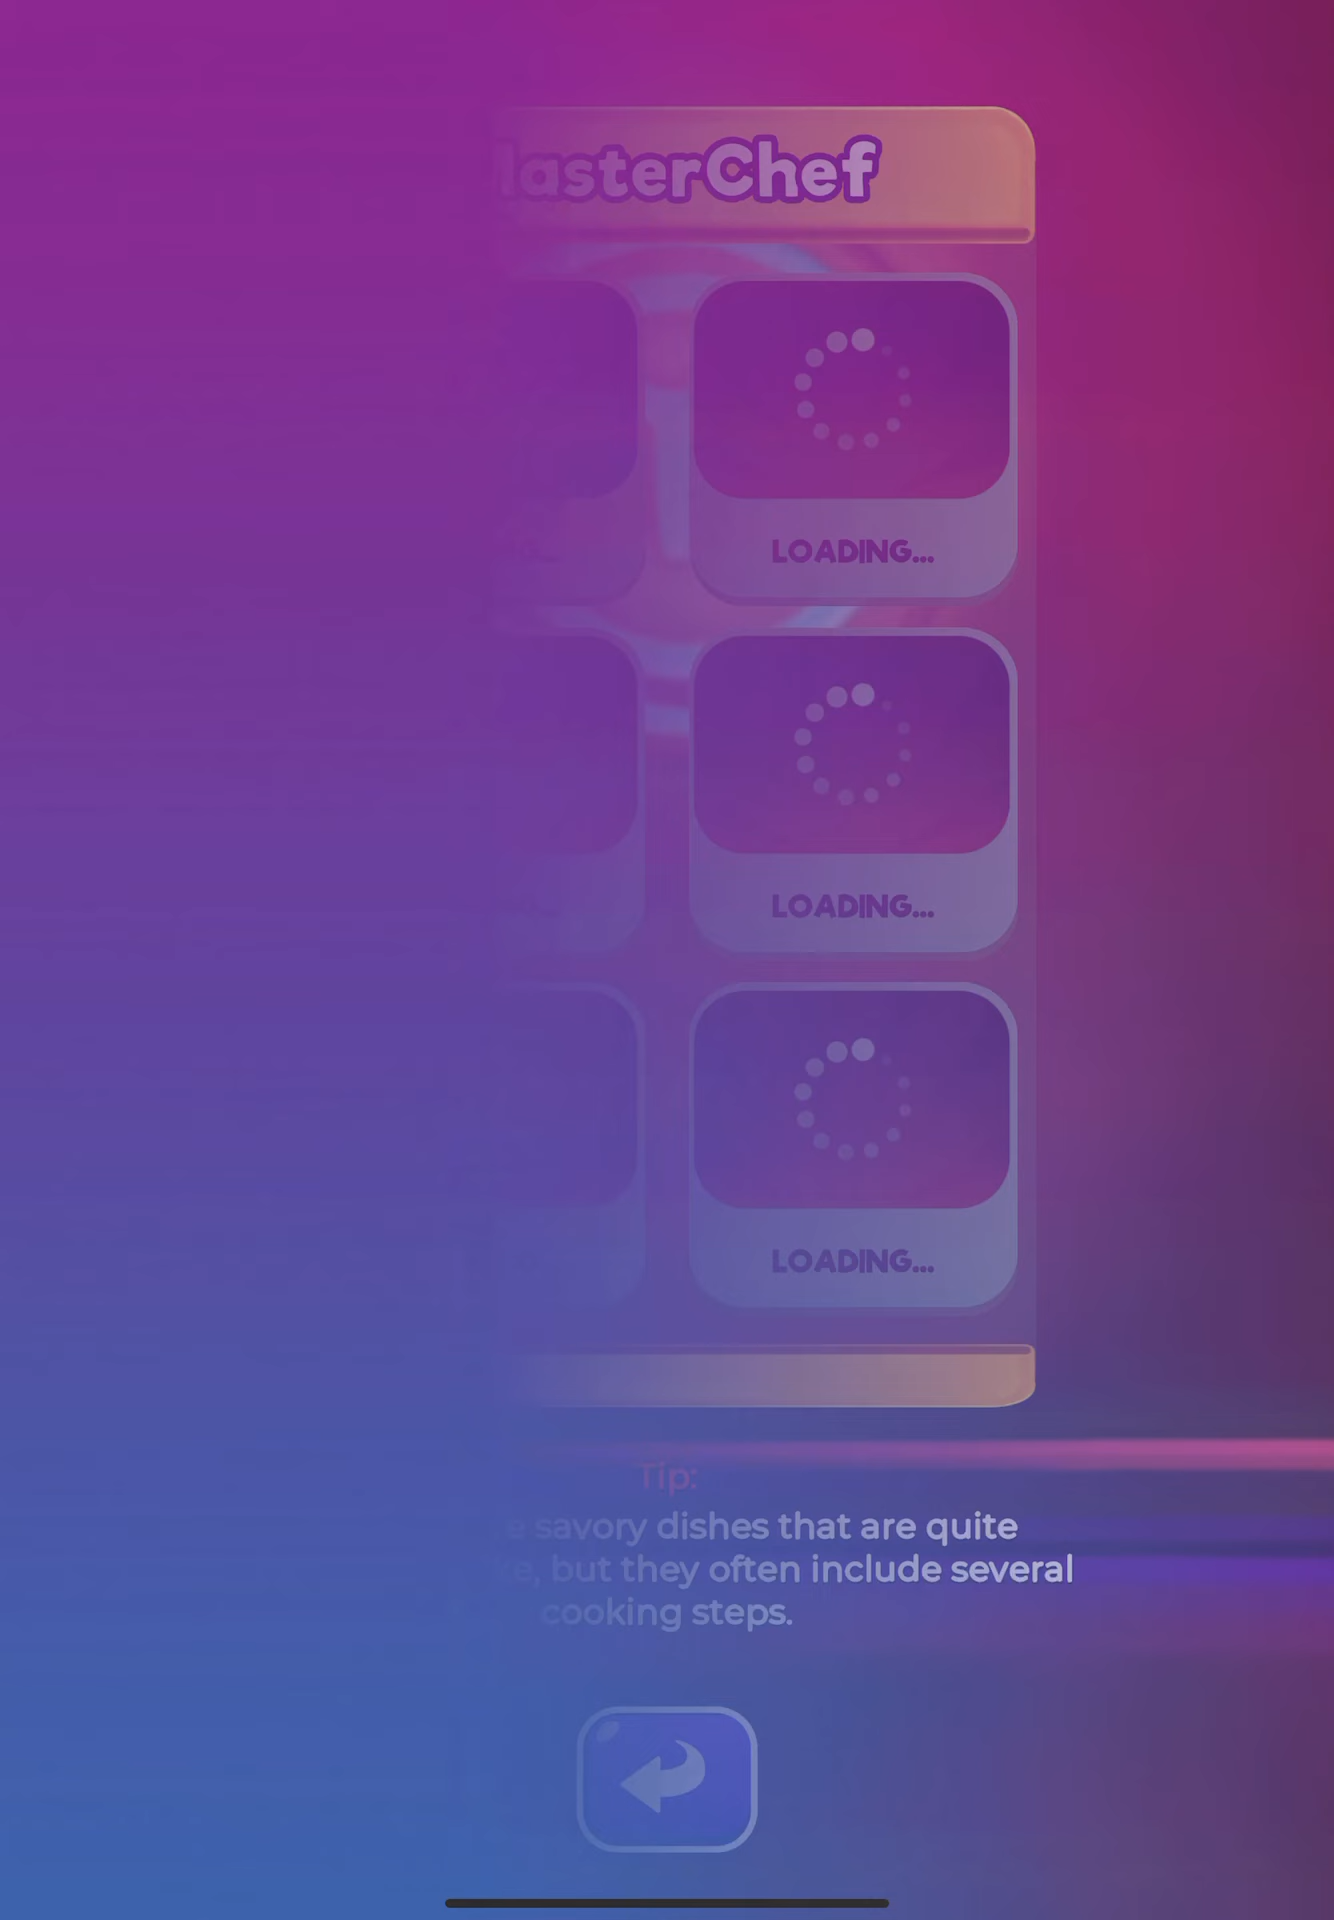 asterChef
LOADING...
LOADING...
LOADING...
Tip:
savory dishes that are quite
but they often include several
cooking steps.